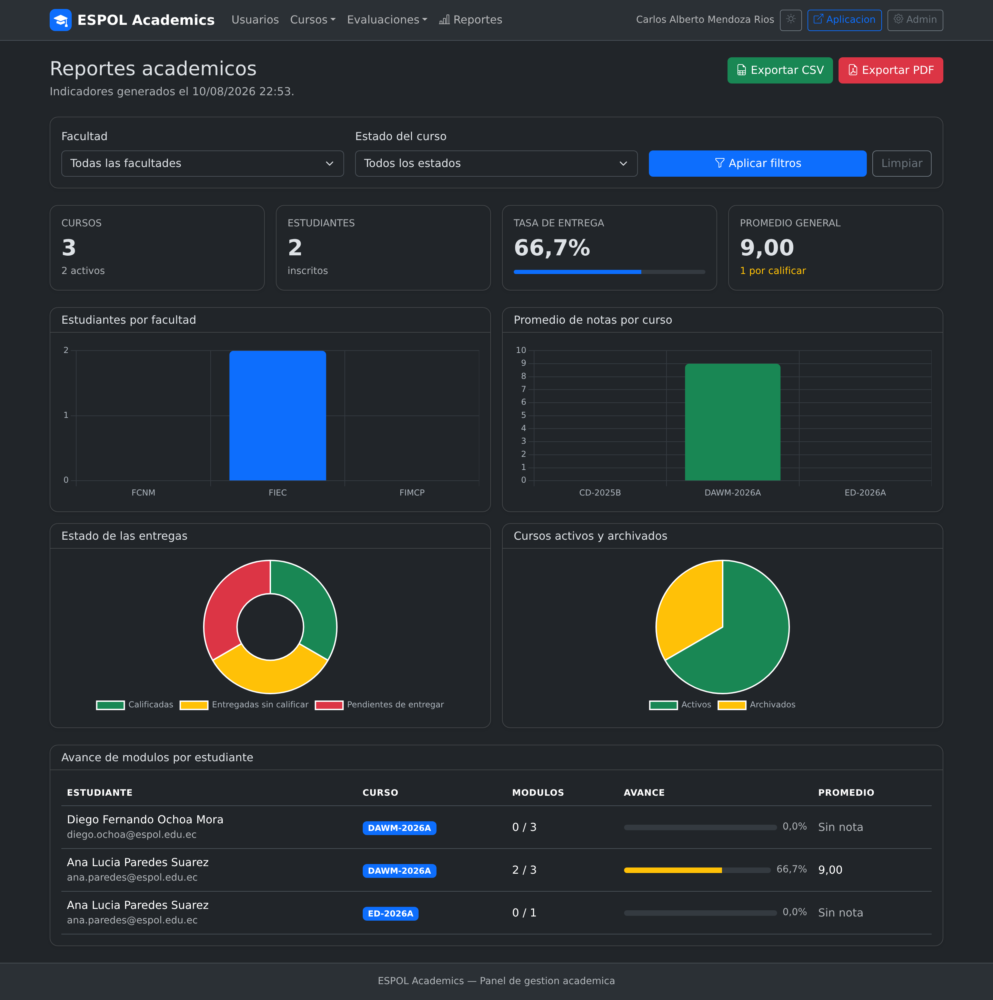 ESPOL Academics Usuarios Cursos Evaluaciones Reportes Carlos Alberto Mendoza Rios Aplicacion Admin
Reportes academicos
Exportar CSV Exportar PDF
Indicadores generados el 10/08/2026 22:53.
Facultad Estado del curso
Todas las facultades Todos los estados Aplicar filtros Limpiar
CURSOS
3
2 activos
ESTUDIANTES
2
inscritos
TASA DE ENTREGA
66,7%
PROMEDIO GENERAL
9,00
1 por calificar
Estudiantes por facultad
2
1
0
FCNM FIEC FIMCP
Promedio de notas por curso
10
9
8
7
6
5
4
3
2
1
0
CD-2025B DAWM-2026A ED-2026A
Estado de las entregas
Calificadas Entregadas sin calificar Pendientes de entregar
Cursos activos y archivados
Activos Archivados
Avance de modulos por estudiante
ESTUDIANTE CURSO MODULOS AVANCE PROMEDIO
Diego Fernando Ochoa Mora
diego.ochoa@espol.edu.ec
DAWM-2026A 0 / 3 0,0% Sin nota
Ana Lucia Paredes Suarez
ana.paredes@espol.edu.ec
DAWM-2026A 2 / 3 66,7% 9,00
Ana Lucia Paredes Suarez
ana.paredes@espol.edu.ec
ED-2026A 0 / 1 0,0% Sin nota
ESPOL Academics — Panel de gestion academica